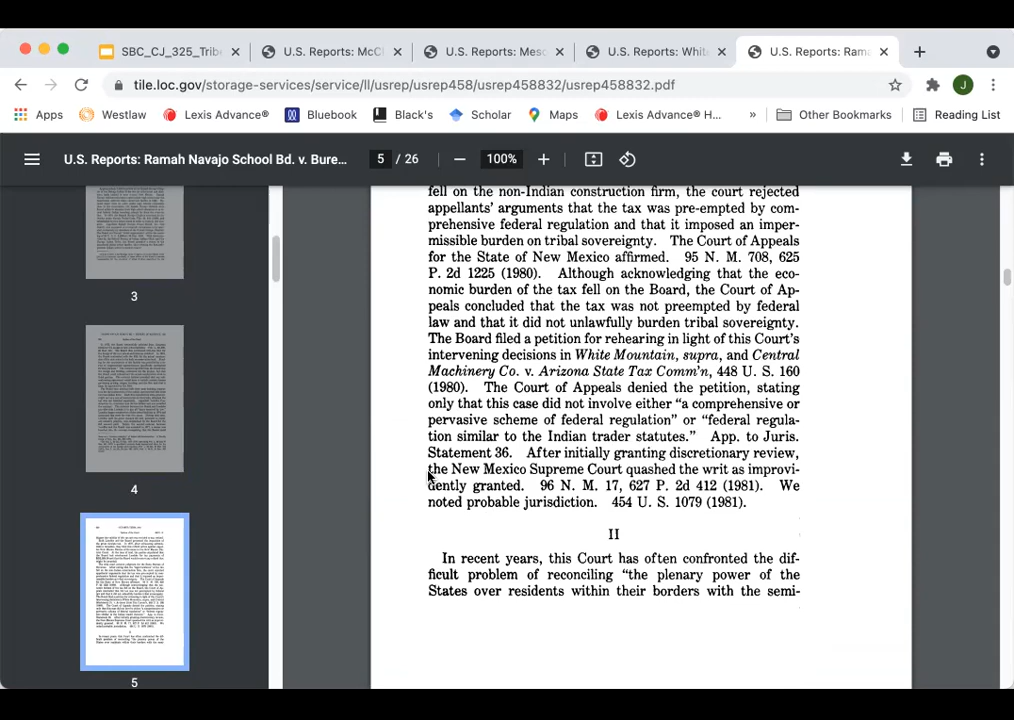 SBC_CJ_325_Tribe
U.S. Reports: McC
U.S. Reports: Mesc
U.S. Reports: White
U.S. Reports: Rama
tile.loc.gov/storage-services/service/ll/usrep/usrep458/usrep458832/usrep458832.pdf
J
Apps
Westlaw
Lexis Advance®
Bluebook
Black's
Scholar
Maps
Lexis Advance® H...
»
Other Bookmarks
Reading List
U.S. Reports: Ramah Navajo School Bd. v. Bure...
5 / 26
100%
3
4
5
fell on the non-Indian construction firm, the court rejected
appellants' arguments that the tax was pre-empted by com-
prehensive federal regulation and that it imposed an imper-
missible burden on tribal sovereignty. The Court of Appeals
for the State of New Mexico affirmed. 95 N. M. 708, 625
P. 2d 1225 (1980). Although acknowledging that the eco-
nomic burden of the tax fell on the Board, the Court of Ap-
peals concluded that the tax was not preempted by federal
law and that it did not unlawfully burden tribal sovereignty.
The Board filed a petition for rehearing in light of this Court's
intervening decisions in White Mountain, supra, and Central
Machinery Co. v. Arizona State Tax Comm'n, 448 U. S. 160
(1980). The Court of Appeals denied the petition, stating
only that this case did not involve either "a comprehensive or
pervasive scheme of federal regulation" or "federal regula-
tion similar to the Indian trader statutes." App. to Juris.
Statement 36. After initially granting discretionary review,
the New Mexico Supreme Court quashed the writ as improvi-
dently granted. 96 N. M. 17, 627 P. 2d 412 (1981). We
noted probable jurisdiction. 454 U. S. 1079 (1981).
II
In recent years, this Court has often confronted the dif-
ficult problem of reconciling "the plenary power of the
States over residents within their borders with the semi-